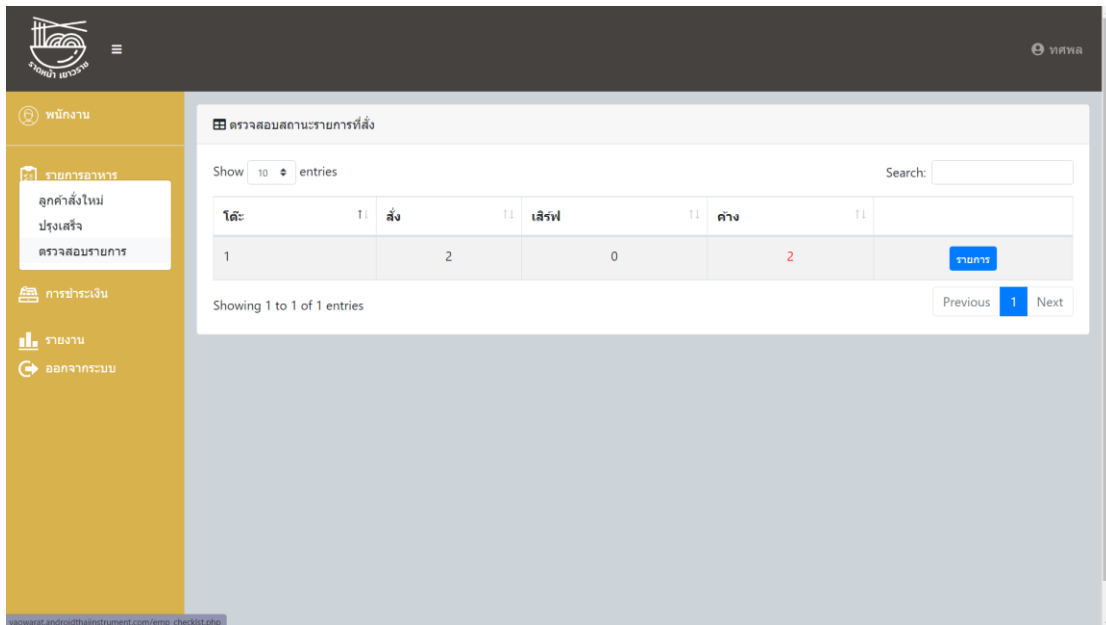 ราดหน้า เยาวราช
ทศพล
พนักงาน
รายการอาหาร
ลูกค้าสั่งใหม่
ปรุงเสร็จ
ตรวจสอบรายการ
การชำระเงิน
รายงาน
ออกจากระบบ
ตรวจสอบสถานะรายการที่สั่ง
Show 10 entries
Search:
โต๊ะ สั่ง เสิร์ฟ ค้าง
1 2 0 2 รายการ
Showing 1 to 1 of 1 entries
Previous 1 Next
yaowarat.androidthaiinstrument.com/emp_checklist.php